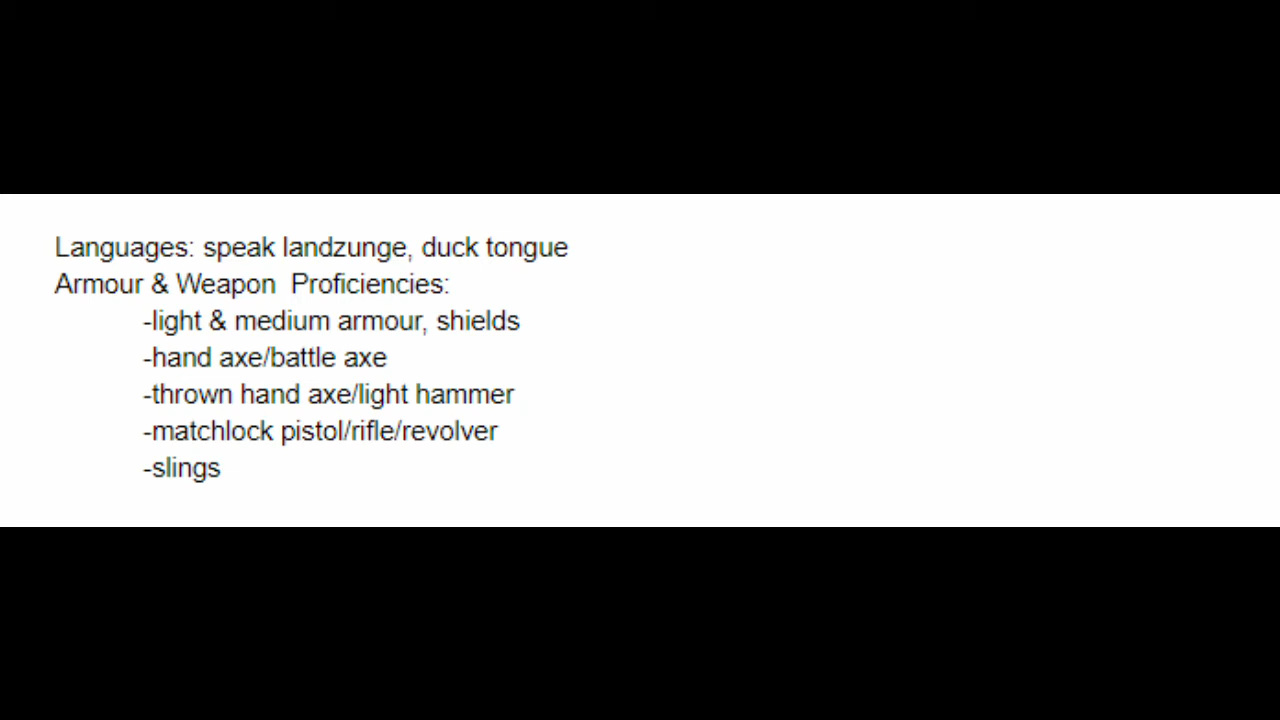 Languages: speak landzunge, duck tongue
Armour & Weapon  Proficiencies:
-light & medium armour, shields
-hand axe/battle axe
-thrown hand axe/light hammer
-matchlock pistol/rifle/revolver
-slings